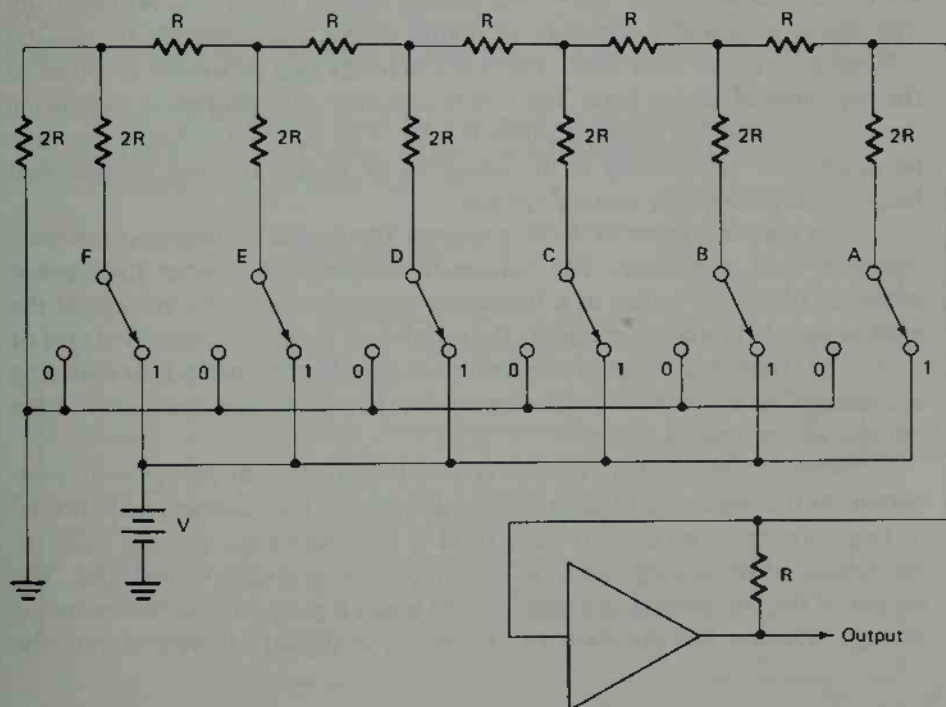 R R R R R
2R 2R 2R 2R 2R 2R 2R
F E D C B A
0 1 0 1 0 1 0 1 0 1 0 1
V
R
Output